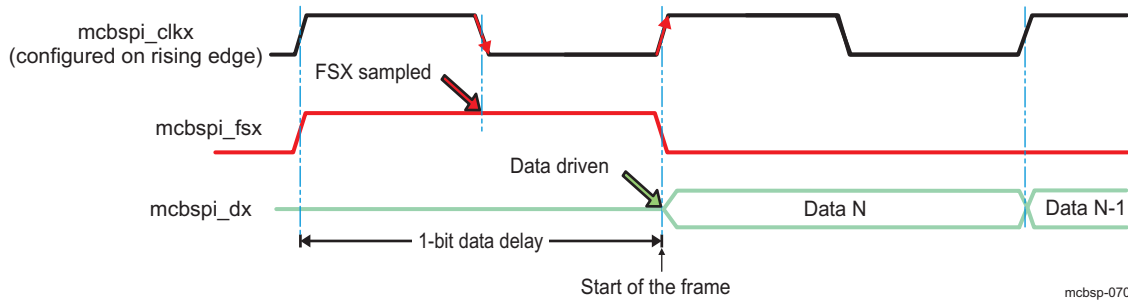 mcbspi_clkx
(configured on rising edge)
FSX sampled
mcbspi_fsx
Data driven
mcbspi_dx
Data N
Data N-1
1-bit data delay
Start of the frame
mcbsp-070